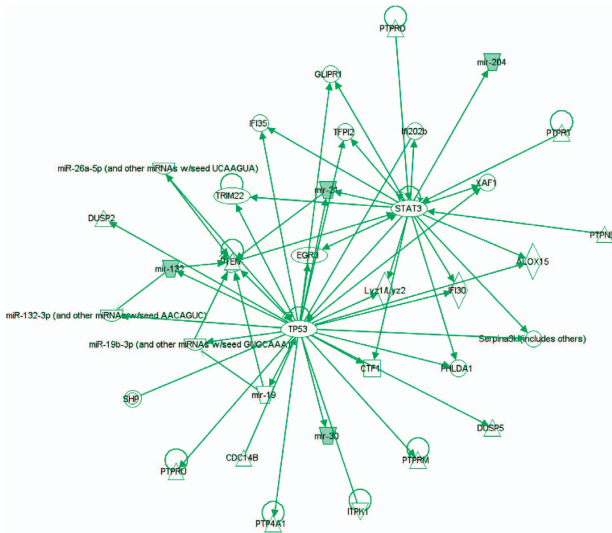 PTPRO
mir-204
GLIPR1
IFI35
TFPI2
Ifi202b
PTPRT
miR-26a-5p (and other miRNAs w/seed UCAAGUA)
TRIM22
mir-21
XAF1
STAT3
DUSP2
PTPN2
EGR3
PTEN
mir-132
ALOX15
Lyz1/Lyz2
IFI30
miR-132-3p (and other miRNAs w/seed AACAGUC)
TP53
Serpina3k (includes others)
miR-19b-3p (and other miRNAs w/seed GUGCAAA)
CTF1
PHLDA1
SHP
mir-19
DUSP5
mir-30
CDC14B
PTPRM
PTPRU
PTP4A1
ITPK1